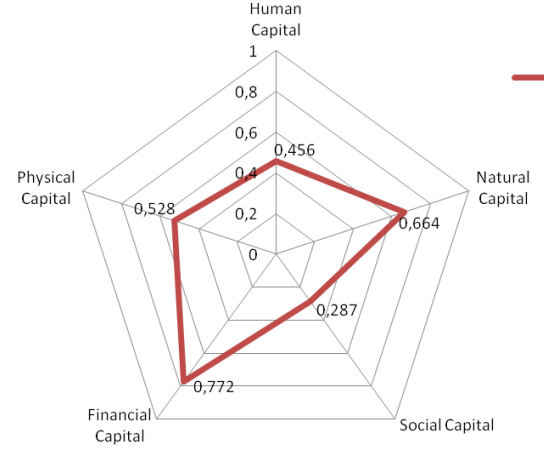 Human
Capital
1
0,8
0,6
0,456
0,4
Physical
Capital
Natural
Capital
0,528
0,2
0,664
0
0,287
0,772
Financial
Capital
Social Capital